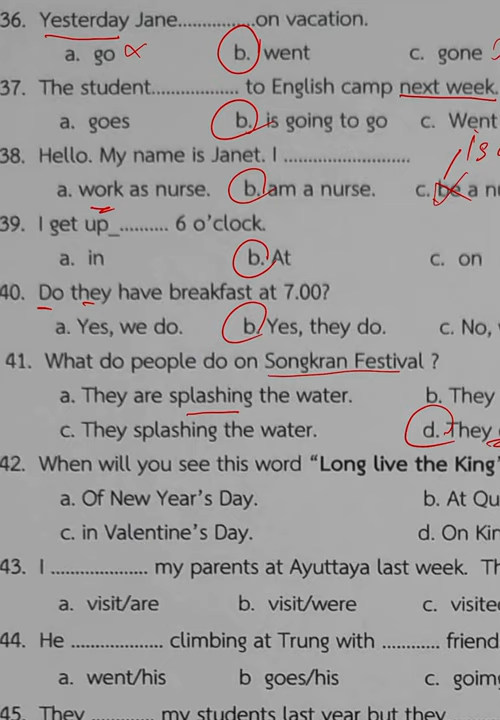 36. Yesterday Jane..............on vacation.
a. go b. went c. gone
37. The student................. to English camp next week.
a. goes b. is going to go c. Went
38. Hello. My name is Janet. I .........................
is
a. work as nurse. b. am a nurse. c. be a
39. I get up_.......... 6 o'clock.
a. in b. At c. on
40. Do they have breakfast at 7.00?
a. Yes, we do. b. Yes, they do. c. No,
41. What do people do on Songkran Festival ?
a. They are splashing the water. b. They
c. They splashing the water. d. They
42. When will you see this word "Long live the King"
a. Of New Year's Day. b. At
c. in Valentine's Day. d. On
43. I ................... my parents at Ayuttaya last week.
a. visit/are b. visit/were c.
44. He .................. climbing at Trung with ............ friend
a. went/his b goes/his c.
45. They ............ my students last year but they